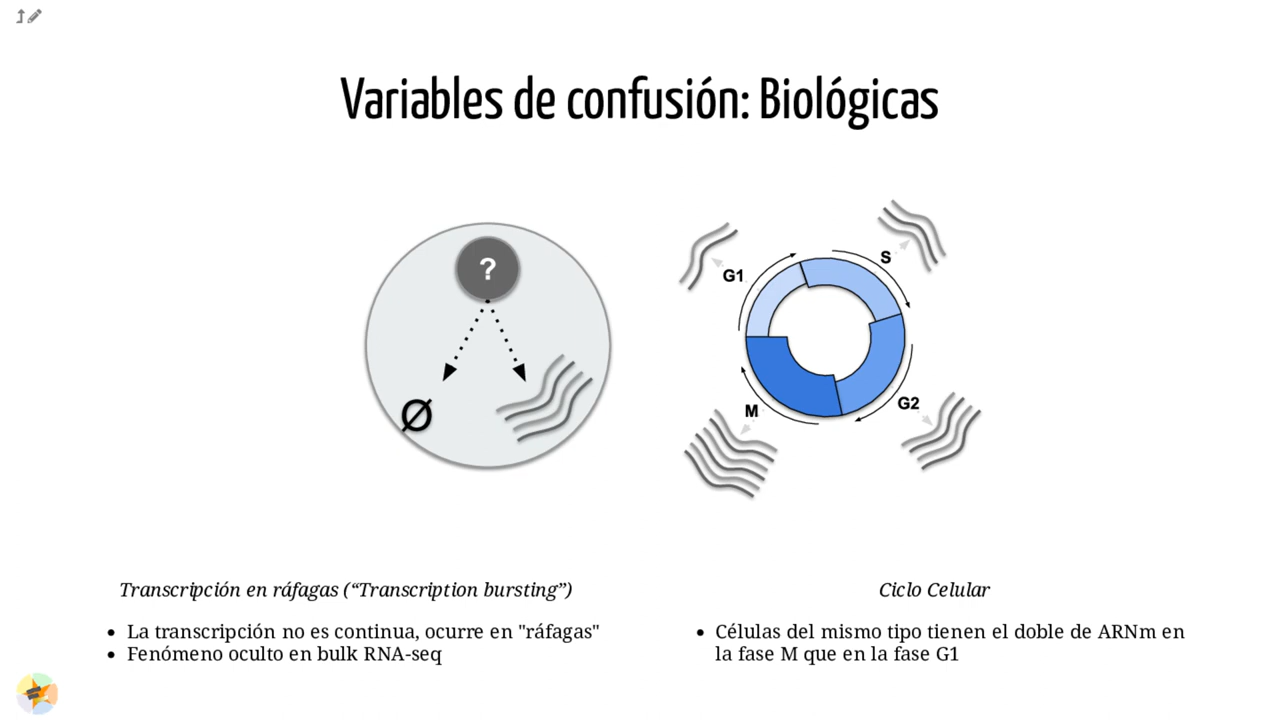 Variables de confusión: Biológicas
?
Ø
G1
S
G2
M
Transcripción en ráfagas (“Transcription bursting”)
• La transcripción no es continua, ocurre en "ráfagas"
• Fenómeno oculto en bulk RNA-seq
Ciclo Celular
• Células del mismo tipo tienen el doble de ARNm en
la fase M que en la fase G1